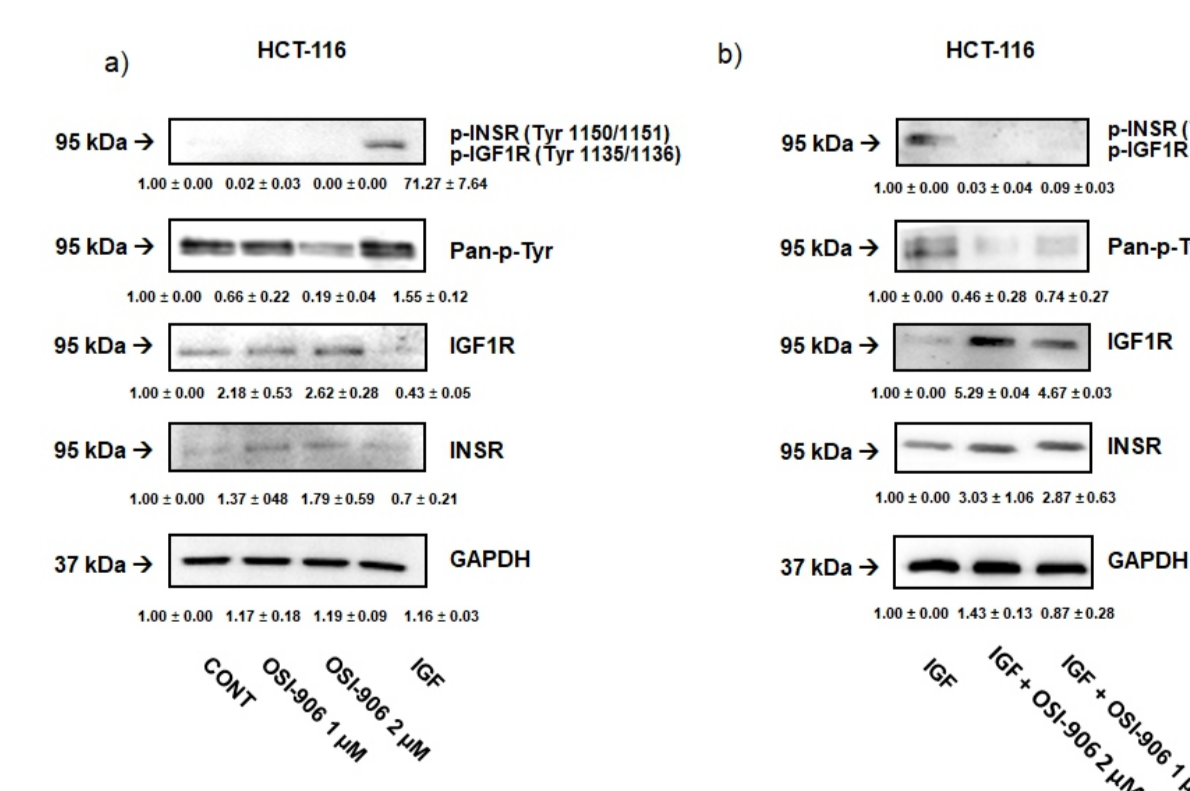 a)
HCT-116
95 kDa →
p-INSR (Tyr 1150/1151)
p-IGF1R (Tyr 1135/1136)
1.00 ± 0.00 0.02 ± 0.03 0.00 ± 0.00 71.27 ± 7.64
95 kDa →
Pan-p-Tyr
1.00 ± 0.00 0.66 ± 0.22 0.19 ± 0.04 1.55 ± 0.12
95 kDa →
IGF1R
1.00 ± 0.00 2.18 ± 0.53 2.62 ± 0.28 0.43 ± 0.05
95 kDa →
INSR
1.00 ± 0.00 1.37 ± 048 1.79 ± 0.59 0.7 ± 0.21
37 kDa →
GAPDH
1.00 ± 0.00 1.17 ± 0.18 1.19 ± 0.09 1.16 ± 0.03
CONT
OSI-906 1 µM
OSI-906 2 µM
IGF
b)
HCT-116
95 kDa →
p-INSR (
p-IGF1R
1.00 ± 0.00 0.03 ± 0.04 0.09 ± 0.03
95 kDa →
Pan-p-T
1.00 ± 0.00 0.46 ± 0.28 0.74 ± 0.27
95 kDa →
IGF1R
1.00 ± 0.00 5.29 ± 0.04 4.67 ± 0.03
95 kDa →
INSR
1.00 ± 0.00 3.03 ± 1.06 2.87 ± 0.63
37 kDa →
GAPDH
1.00 ± 0.00 1.43 ± 0.13 0.87 ± 0.28
IGF
IGF + OSI-906 2 µM
IGF + OSI-906 1 µ